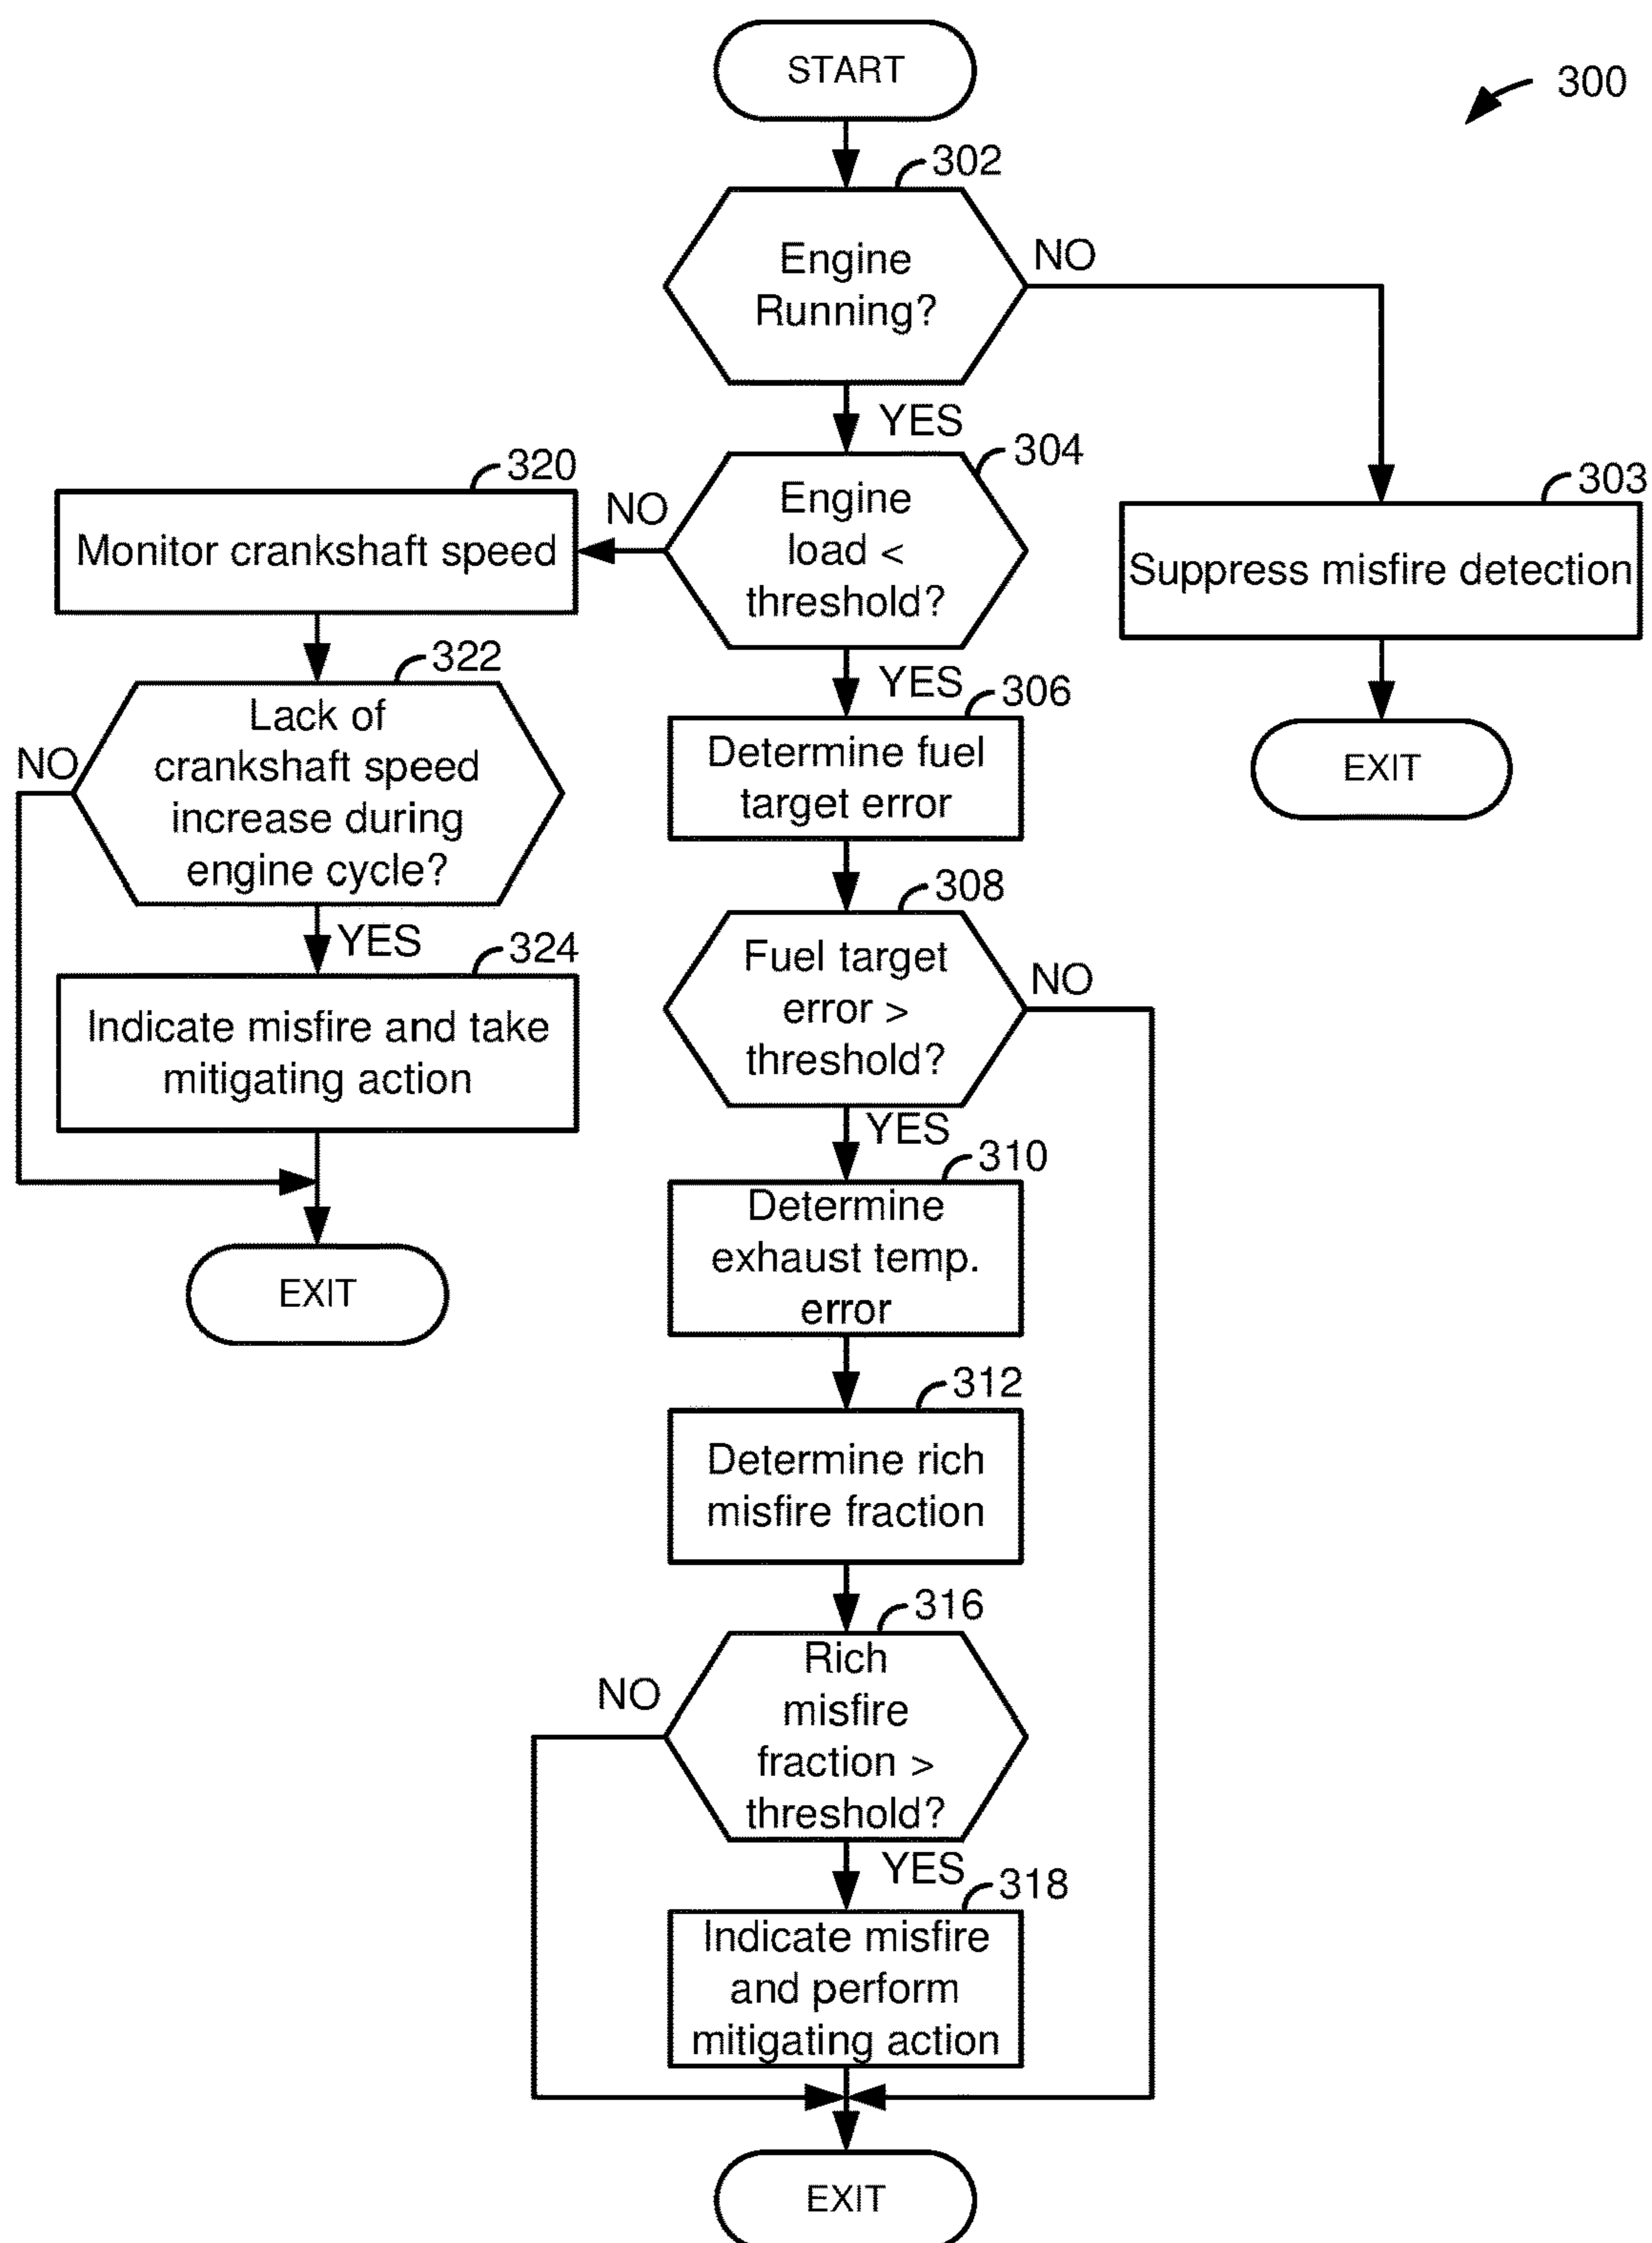 START
300
302
Engine
Running?
NO
YES
304
Engine
load <
threshold?
NO
320
Monitor crankshaft speed
303
Suppress misfire detection
EXIT
322
Lack of
crankshaft speed
increase during
engine cycle?
NO
YES
324
Indicate misfire and take
mitigating action
EXIT
YES
306
Determine fuel
target error
308
Fuel target
error >
threshold?
NO
YES
310
Determine
exhaust temp.
error
312
Determine rich
misfire fraction
316
Rich
misfire
fraction >
threshold?
NO
YES
318
Indicate misfire
and perform
mitigating action
EXIT